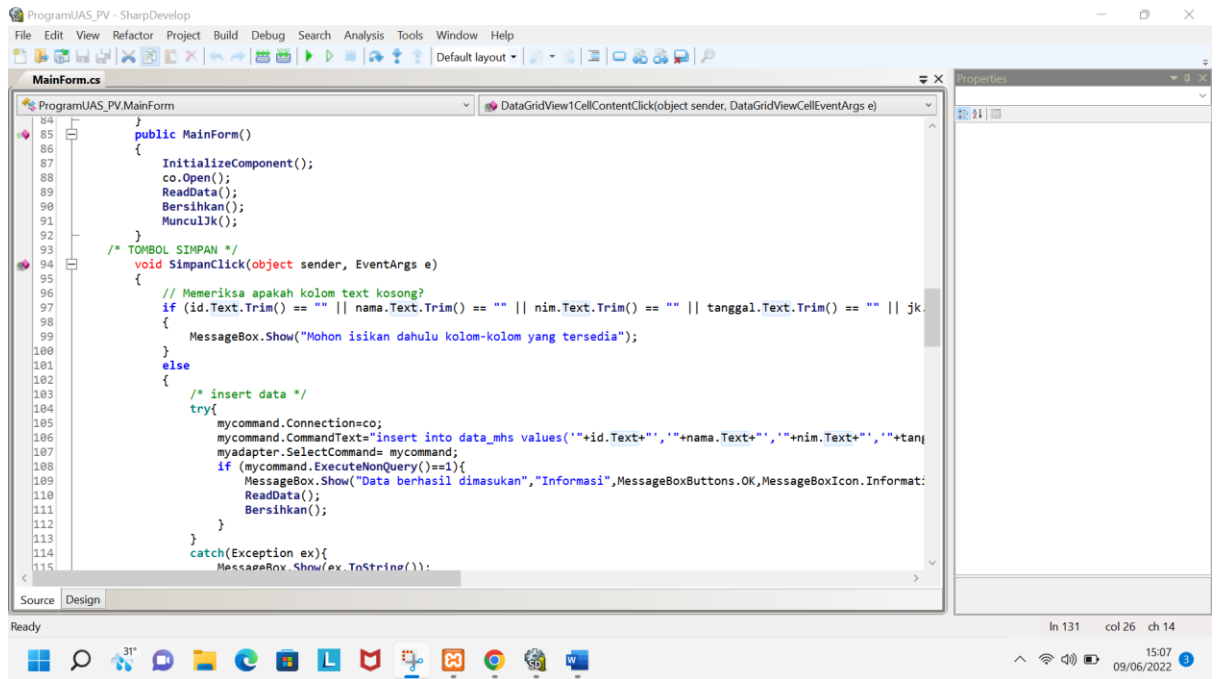 ProgramUAS_PV - SharpDevelop
File Edit View Refactor Project Build Debug Search Analysis Tools Window Help
Default layout
MainForm.cs
Properties
ProgramUAS_PV.MainForm
DataGridView1CellContentClick(object sender, DataGridViewCellEventArgs e)
84 }
85 public MainForm()
86 {
87 InitializeComponent();
88 co.Open();
89 ReadData();
90 Bersihkan();
91 MunculJk();
92 }
93 /* TOMBOL SIMPAN */
94 void SimpanClick(object sender, EventArgs e)
95 {
96 // Memeriksa apakah kolom text kosong?
97 if (id.Text.Trim() == "" || nama.Text.Trim() == "" || nim.Text.Trim() == "" || tanggal.Text.Trim() == "" || jk.
98 {
99 MessageBox.Show("Mohon isikan dahulu kolom-kolom yang tersedia");
100 }
101 else
102 {
103 /* insert data */
104 try{
105 mycommand.Connection=co;
106 mycommand.CommandText="insert into data_mhs values('"+id.Text+"','"+nama.Text+"','"+nim.Text+"','"+tang
107 myadapter.SelectCommand= mycommand;
108 if (mycommand.ExecuteNonQuery()==1){
109 MessageBox.Show("Data berhasil dimasukan","Informasi",MessageBoxButtons.OK,MessageBoxIcon.Informati
110 ReadData();
111 Bersihkan();
112 }
113 }
114 catch(Exception ex){
115 MessageBox.Show(ex.ToString());
Source Design
Ready
ln 131 col 26 ch 14
31°
15:07
09/06/2022
3